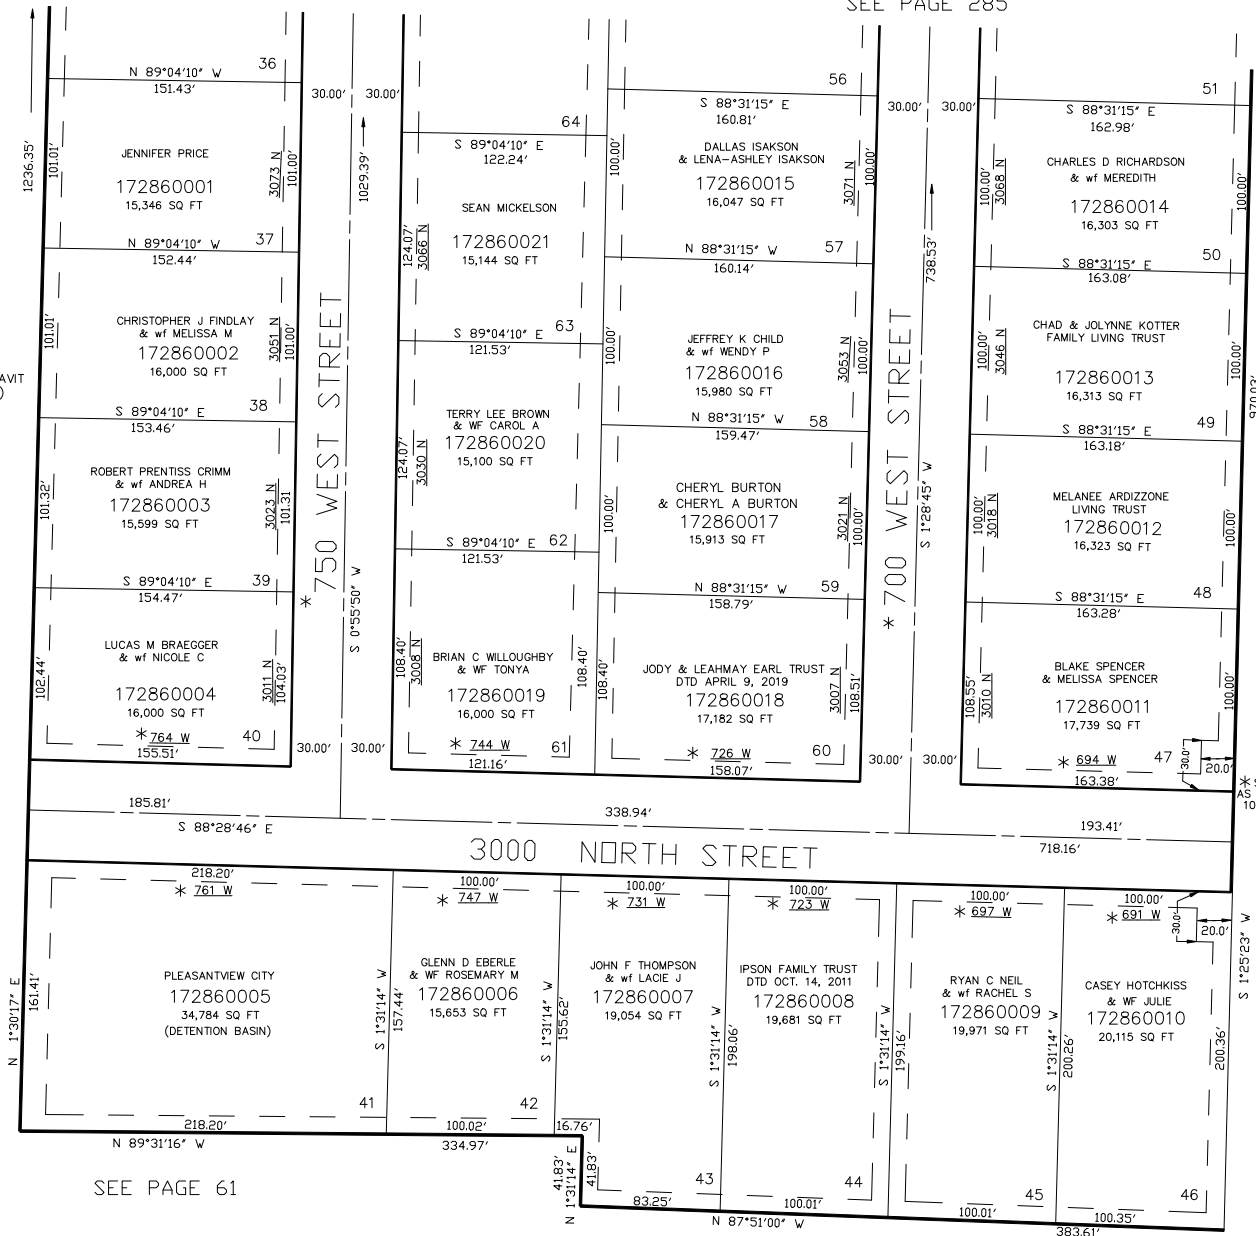 SEE PAGE 285
36
N 89°04'10" W
151.43'
1236.35'
101.01'
JENNIFER PRICE
172860001
15,346 SQ FT
3073 N
101.00'
37
N 89°04'10" W
152.44'
101.01'
CHRISTOPHER J FINDLAY
& wf MELISSA M
172860002
16,000 SQ FT
3051 N
101.00'
AVIT
)
38
S 89°04'10" E
153.46'
101.32'
ROBERT PRENTISS CRIMM
& wf ANDREA H
172860003
15,599 SQ FT
3023 N
101.31
39
S 89°04'10" E
154.47'
102.44'
LUCAS M BRAEGGER
& wf NICOLE C
172860004
16,000 SQ FT
3011 N
104.03'
* 764 W
40
155.51'
30.00' 30.00'
1029.39'
* 750 WEST STREET
S 0°55'50" W
30.00' 30.00'
64
S 89°04'10" E
122.24'
SEAN MICKELSON
172860021
15,144 SQ FT
124.07'
3066 N
63
S 89°04'10" E
121.53'
TERRY LEE BROWN
& WF CAROL A
172860020
15,100 SQ FT
124.07'
3030 N
62
S 89°04'10" E
121.53'
108.40'
3008 N
BRIAN C WILLOUGHBY
& WF TONYA
172860019
16,000 SQ FT
108.40'
* 744 W
61
121.16'
56
S 88°31'15" E
160.81'
100.00'
DALLAS ISAKSON
& LENA-ASHLEY ISAKSON
172860015
16,047 SQ FT
3071 N
100.00'
57
N 88°31'15" W
160.14'
100.00'
JEFFREY K CHILD
& wf WENDY P
172860016
15,980 SQ FT
3053 N
100.00'
58
N 88°31'15" W
159.47'
100.00'
CHERYL BURTON
& CHERYL A BURTON
172860017
15,913 SQ FT
3021 N
100.00'
59
N 88°31'15" W
158.79'
108.40'
JODY & LEAHMAY EARL TRUST
DTD APRIL 9, 2019
172860018
17,182 SQ FT
3007 N
108.51'
* 726 W
60
158.07'
30.00' 30.00'
738.53'
* 700 WEST STREET
S 1°28'45" W
30.00' 30.00'
51
S 88°31'15" E
162.98'
100.00'
3068 N
CHARLES D RICHARDSON
& wf MEREDITH
172860014
16,303 SQ FT
100.00'
50
S 88°31'15" E
163.08'
100.00'
3046 N
CHAD & JOLYNNE KOTTER
FAMILY LIVING TRUST
172860013
16,313 SQ FT
100.00'
970.03'
49
S 88°31'15" E
163.18'
100.00'
3018 N
MELANEE ARDIZZONE
LIVING TRUST
172860012
16,323 SQ FT
100.00'
48
S 88°31'15" E
163.28'
108.55'
3010 N
BLAKE SPENCER
& MELISSA SPENCER
172860011
17,739 SQ FT
100.00'
* 694 W
47
30.0'
20.0'
163.38'
*
AS
10
185.81'
338.94'
193.41'
S 88°28'46" E
718.16'
3000 NORTH STREET
218.20'
* 761 W
N 1°30'17" E
161.41'
PLEASANTVIEW CITY
172860005
34,784 SQ FT
(DETENTION BASIN)
41
218.20'
S 1°31'14" W
157.44'
100.00'
* 747 W
GLENN D EBERLE
& WF ROSEMARY M
172860006
15,653 SQ FT
42
100.02'
S 1°31'14" W
155.62'
100.00'
* 731 W
JOHN F THOMPSON
& wf LACIE J
172860007
19,054 SQ FT
16.76'
43
83.25'
S 1°31'14" W
198.06'
100.00'
* 723 W
IPSON FAMILY TRUST
DTD OCT. 14, 2011
172860008
19,681 SQ FT
44
100.01'
S 1°31'14" W
199.16'
100.00'
* 697 W
RYAN C NEIL
& wf RACHEL S
172860009
19,971 SQ FT
45
100.01'
S 1°31'14" W
200.26'
100.00'
* 691 W
30.0'
20.0'
CASEY HOTCHKISS
& WF JULIE
172860010
20,115 SQ FT
46
100.35'
200.36'
S 1°25'23" W
N 89°31'16" W
334.97'
N 1°31'14" E
41.83'
41.83'
N 87°51'00" W
383.61'
SEE PAGE 61